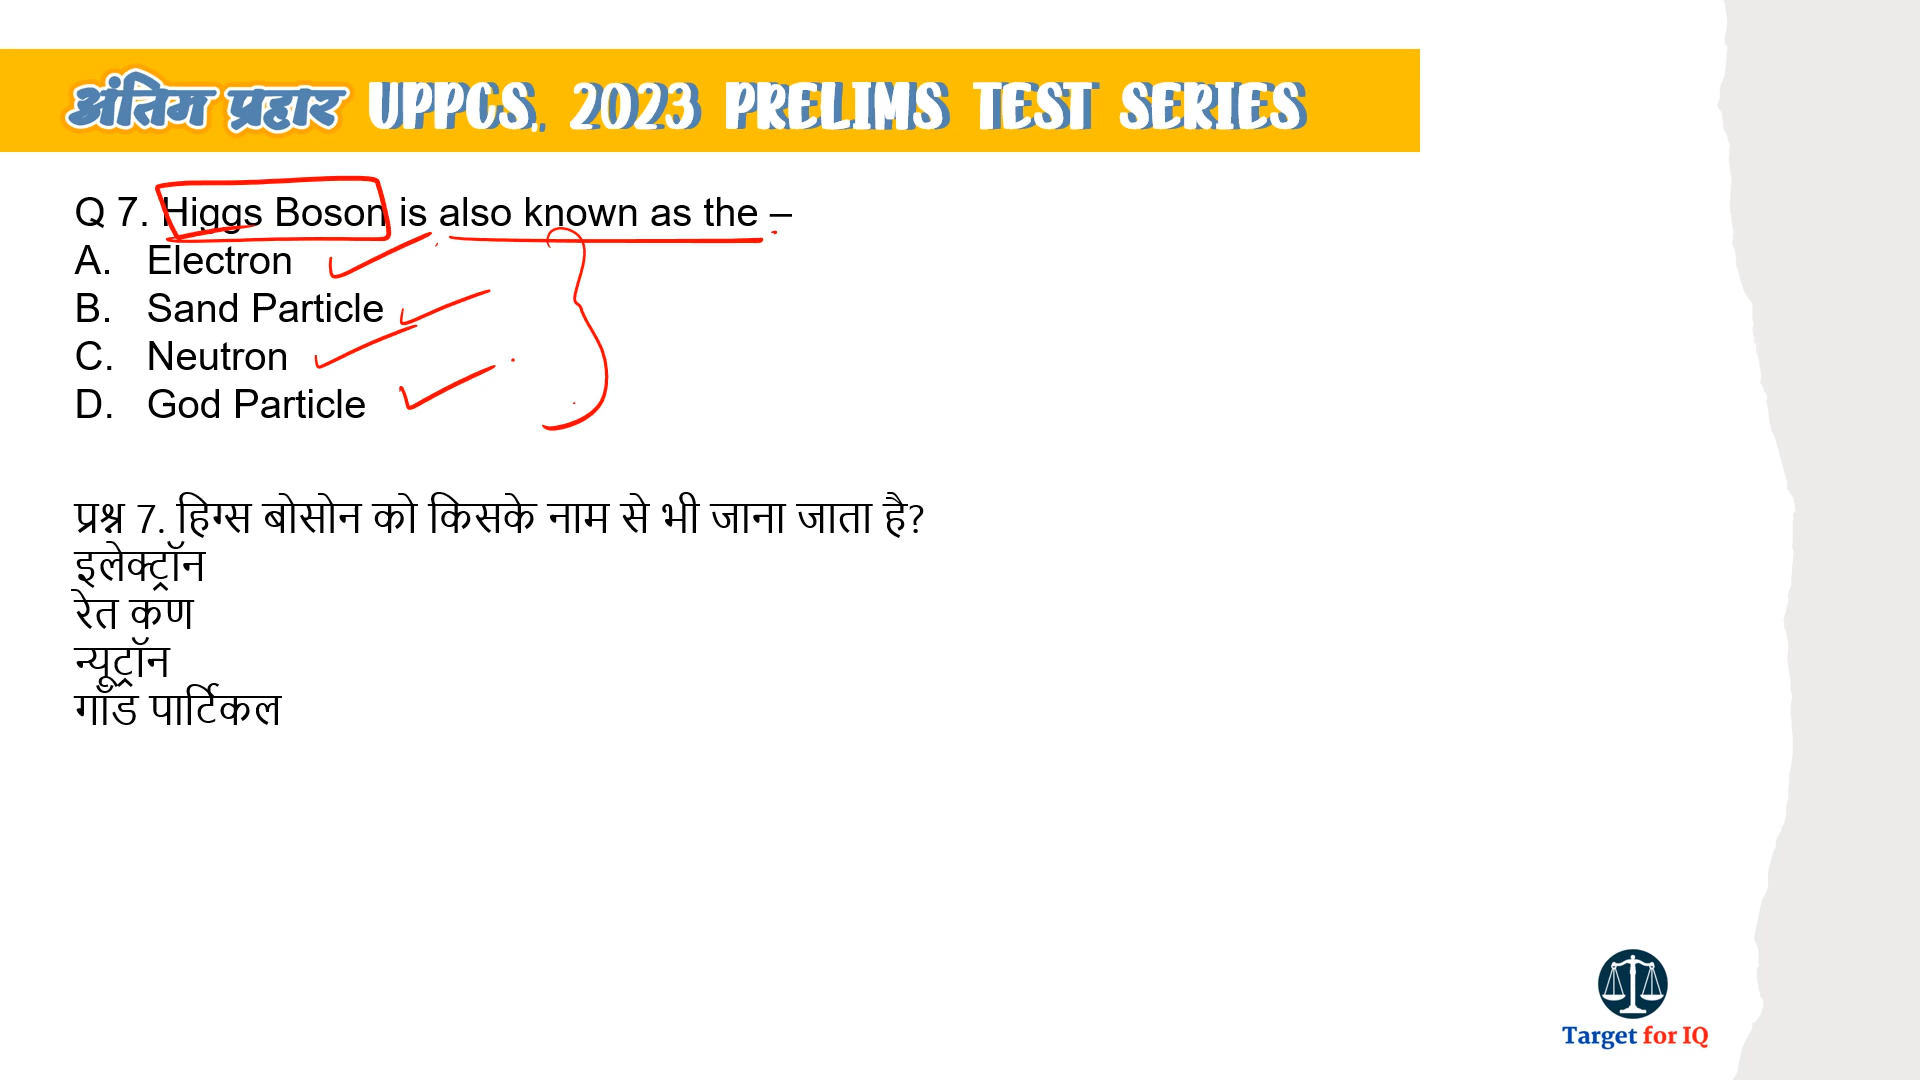 अंतिम प्रहार UPPCS, 2023 PRELIMS TEST SERIES
Q 7. Higgs Boson is also known as the –
A. Electron
B. Sand Particle
C. Neutron
D. God Particle
प्रश्न 7. हिग्स बोसोन को किसके नाम से भी जाना जाता है?
इलेक्ट्रॉन
रेत कण
न्यूट्रॉन
गॉड पार्टिकल
Target for IQ